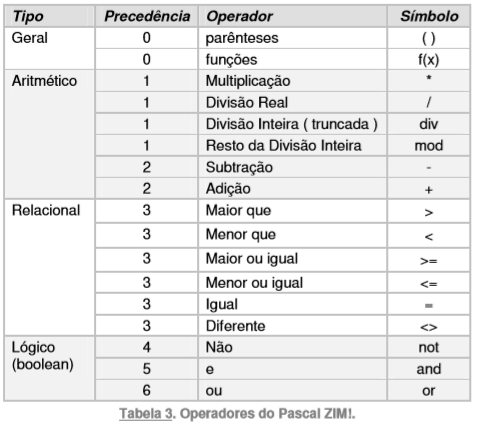 Tipo Precedência Operador Símbolo
Geral 0 parênteses ( )
0 funções f(x)
Aritmético 1 Multiplicação *
1 Divisão Real /
1 Divisão Inteira ( truncada ) div
1 Resto da Divisão Inteira mod
2 Subtração -
2 Adição +
Relacional 3 Maior que >
3 Menor que <
3 Maior ou igual >=
3 Menor ou igual <=
3 Igual =
3 Diferente <>
Lógico (boolean) 4 Não not
5 e and
6 ou or
Tabela 3. Operadores do Pascal ZIM!.